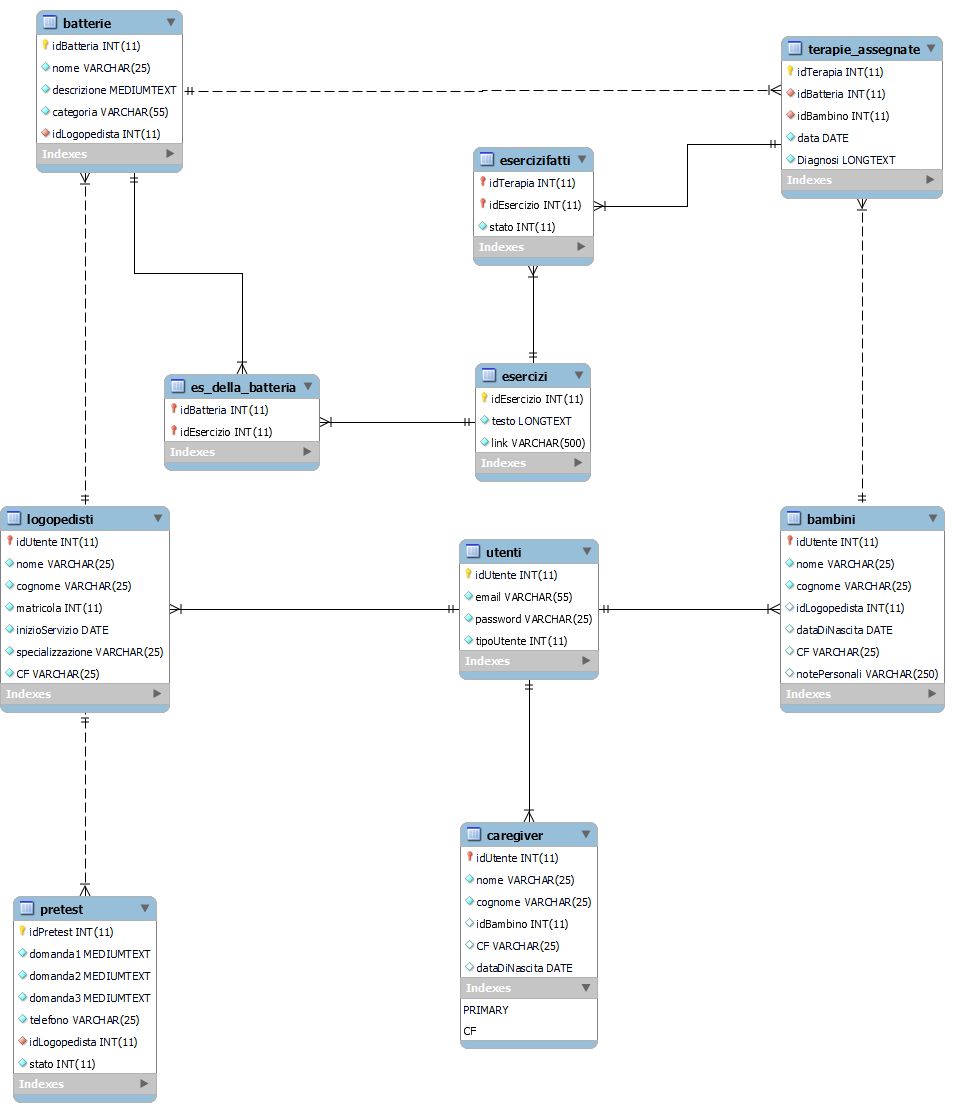 batterie
idBatteria INT(11)
nome VARCHAR(25)
descrizione MEDIUMTEXT
categoria VARCHAR(55)
idLogopedista INT(11)
Indexes
terapie_assegnate
idTerapia INT(11)
idBatteria INT(11)
idBambino INT(11)
data DATE
Diagnosi LONGTEXT
Indexes
esercizifatti
idTerapia INT(11)
idEsercizio INT(11)
stato INT(11)
Indexes
es_della_batteria
idBatteria INT(11)
idEsercizio INT(11)
Indexes
esercizi
idEsercizio INT(11)
testo LONGTEXT
link VARCHAR(500)
Indexes
logopedisti
idUtente INT(11)
nome VARCHAR(25)
cognome VARCHAR(25)
matricola INT(11)
inizioServizio DATE
specializzazione VARCHAR(25)
CF VARCHAR(25)
Indexes
utenti
idUtente INT(11)
email VARCHAR(55)
password VARCHAR(25)
tipoUtente INT(11)
Indexes
bambini
idUtente INT(11)
nome VARCHAR(25)
cognome VARCHAR(25)
idLogopedista INT(11)
dataDiNascita DATE
CF VARCHAR(25)
notePersonali VARCHAR(250)
Indexes
caregiver
idUtente INT(11)
nome VARCHAR(25)
cognome VARCHAR(25)
idBambino INT(11)
CF VARCHAR(25)
dataDiNascita DATE
Indexes
PRIMARY
CF
pretest
idPretest INT(11)
domanda1 MEDIUMTEXT
domanda2 MEDIUMTEXT
domanda3 MEDIUMTEXT
telefono VARCHAR(25)
idLogopedista INT(11)
stato INT(11)
Indexes